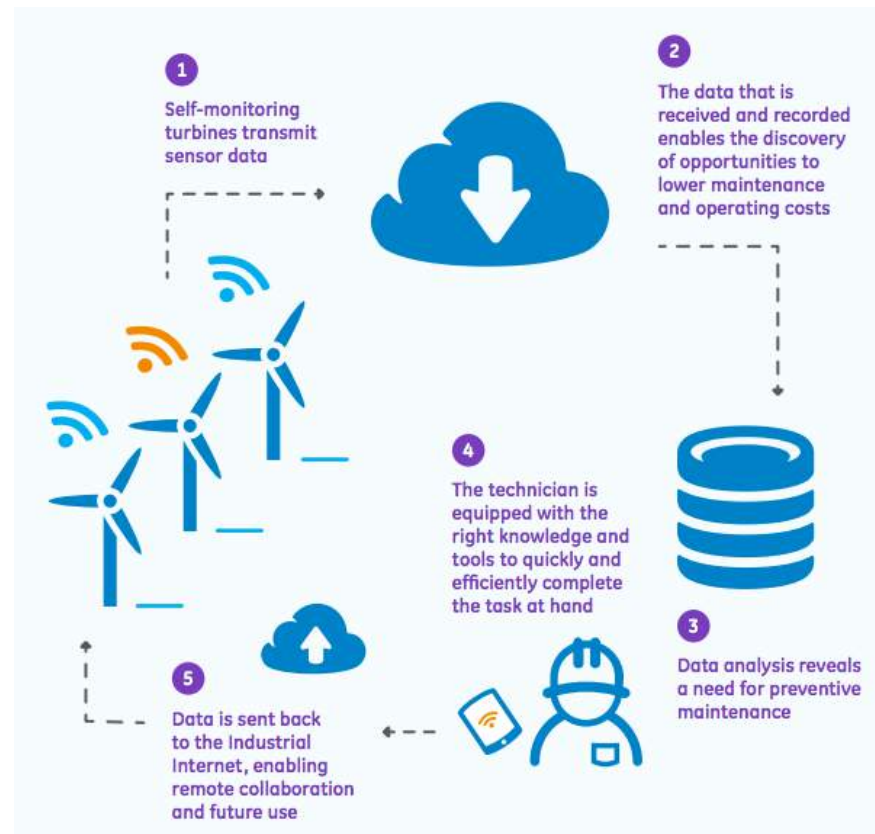 1
Self-monitoring
turbines transmit
sensor data
2
The data that is
received and recorded
enables the discovery
of opportunities to
lower maintenance
and operating costs
3
Data analysis reveals
a need for preventive
maintenance
4
The technician is
equipped with the
right knowledge and
tools to quickly and
efficiently complete
the task at hand
5
Data is sent back
to the Industrial
Internet, enabling
remote collaboration
and future use